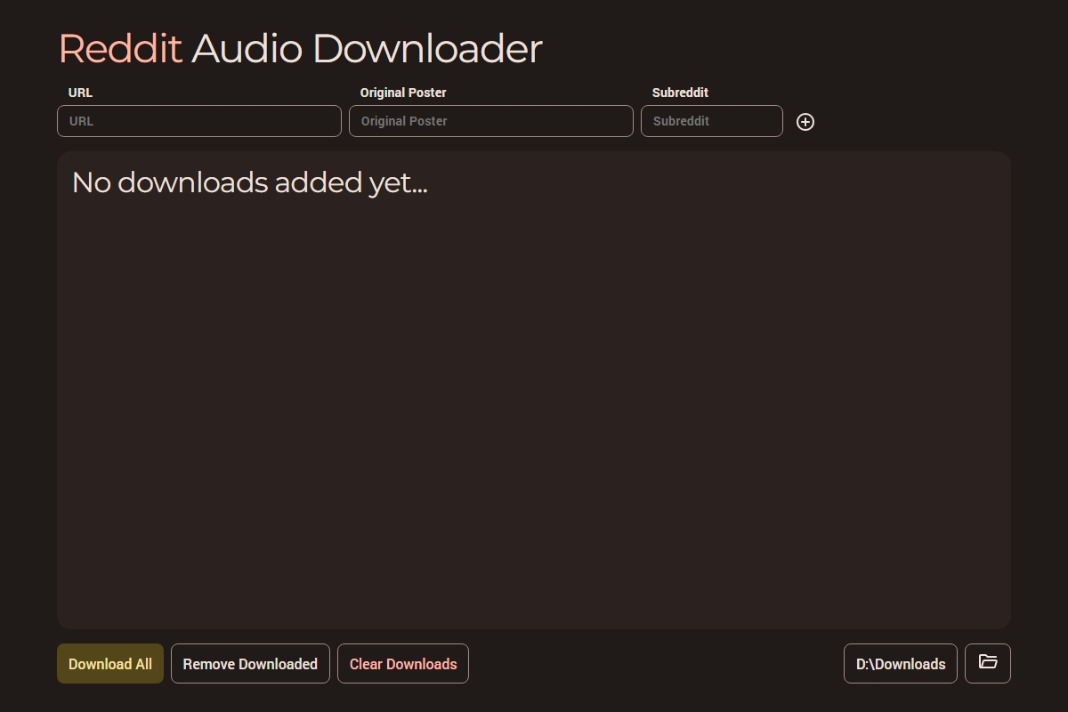 Reddit Audio Downloader
URL Original Poster Subreddit
URL Original Poster Subreddit
No downloads added yet...
Download All Remove Downloaded Clear Downloads D:\Downloads